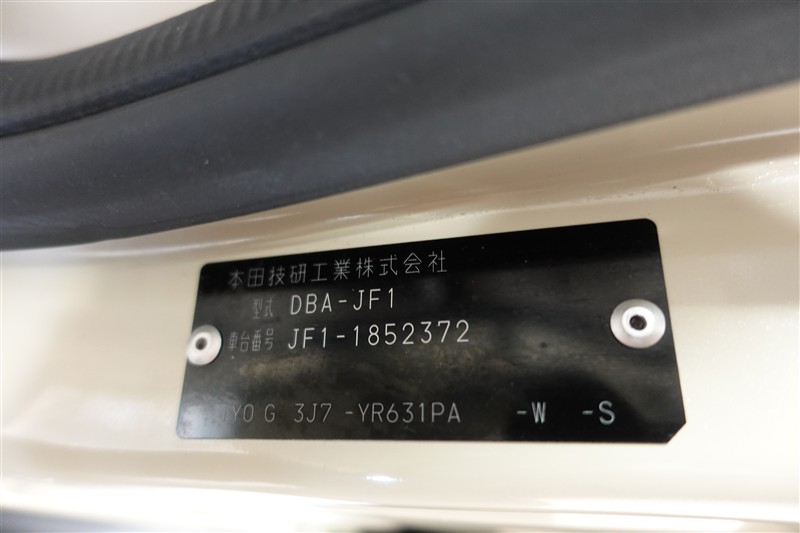 本田技研工業株式会社
型式 DBA-JF1
車台番号 JF1-1852372
G 3J7 -YR631PA -W -S